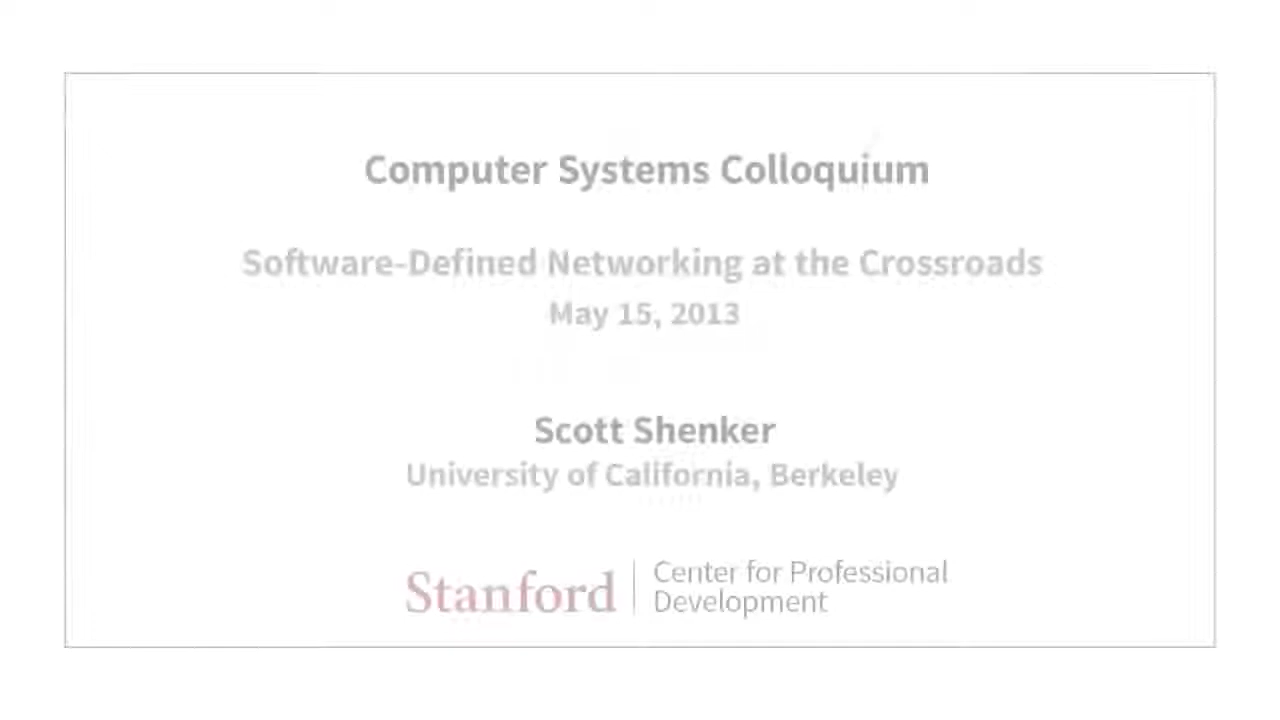 Computer Systems Colloquium
Software-Defined Networking at the Crossroads
May 15, 2013
Scott Shenker
University of California, Berkeley
Stanford
Center for Professional
Development